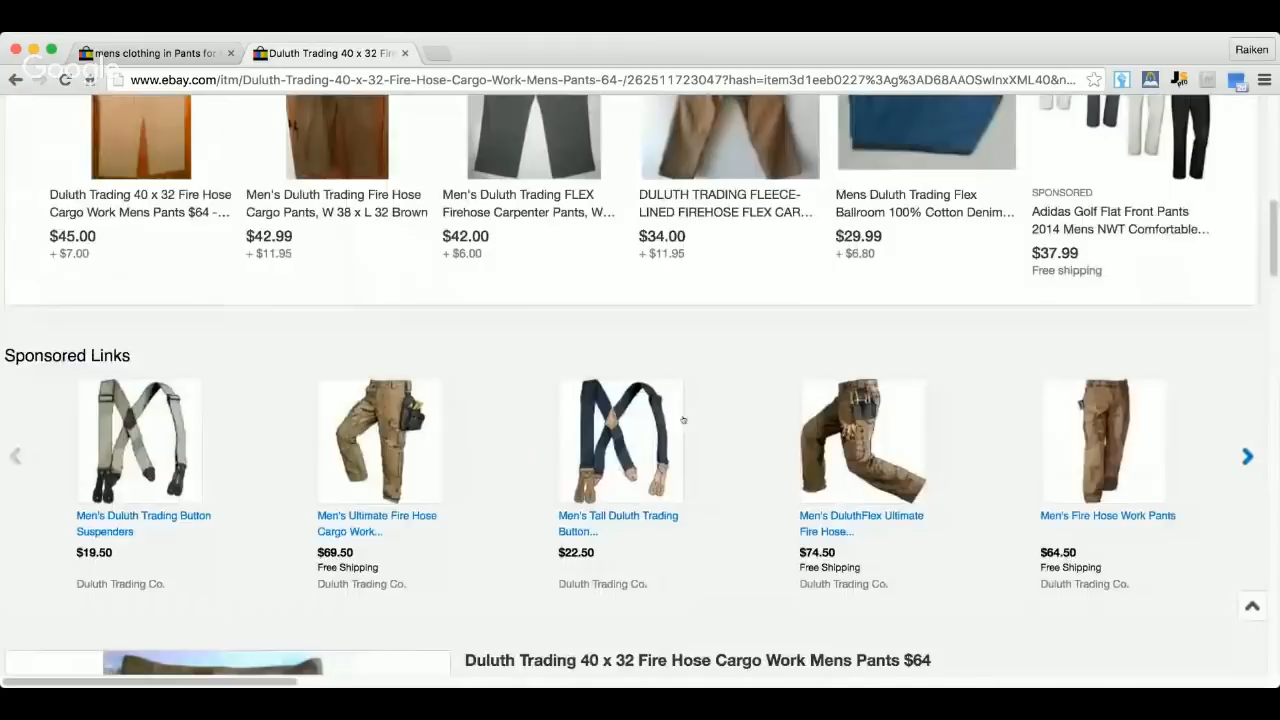 mens clothing in Pants for
Duluth Trading 40 x 32 Fir
Raiken
Google
www.ebay.com/itm/Duluth-Trading-40-x-32-Fire-Hose-Cargo-Work-Mens-Pants-64-/262511723047?hash=item3d1eeb0227%3Ag%3AD68AAOSwInxXML40&n...
Duluth Trading 40 x 32 Fire Hose
Cargo Work Mens Pants $64 -...
$45.00
+ $7.00
Men's Duluth Trading Fire Hose
Cargo Pants, W 38 x L 32 Brown
$42.99
+ $11.95
Men's Duluth Trading FLEX
Firehose Carpenter Pants, W...
$42.00
+ $6.00
DULUTH TRADING FLEECE-
LINED FIREHOSE FLEX CAR...
$34.00
+ $11.95
Mens Duluth Trading Flex
Ballroom 100% Cotton Denim...
$29.99
+ $6.80
SPONSORED
Adidas Golf Flat Front Pants
2014 Mens NWT Comfortable...
$37.99
Free shipping
Sponsored Links
Men's Duluth Trading Button
Suspenders
$19.50
Duluth Trading Co.
Men's Ultimate Fire Hose
Cargo Work...
$69.50
Free Shipping
Duluth Trading Co.
Men's Tall Duluth Trading
Button...
$22.50
Duluth Trading Co.
Men's DuluthFlex Ultimate
Fire Hose...
$74.50
Free Shipping
Duluth Trading Co.
Men's Fire Hose Work Pants
$64.50
Free Shipping
Duluth Trading Co.
Duluth Trading 40 x 32 Fire Hose Cargo Work Mens Pants $64